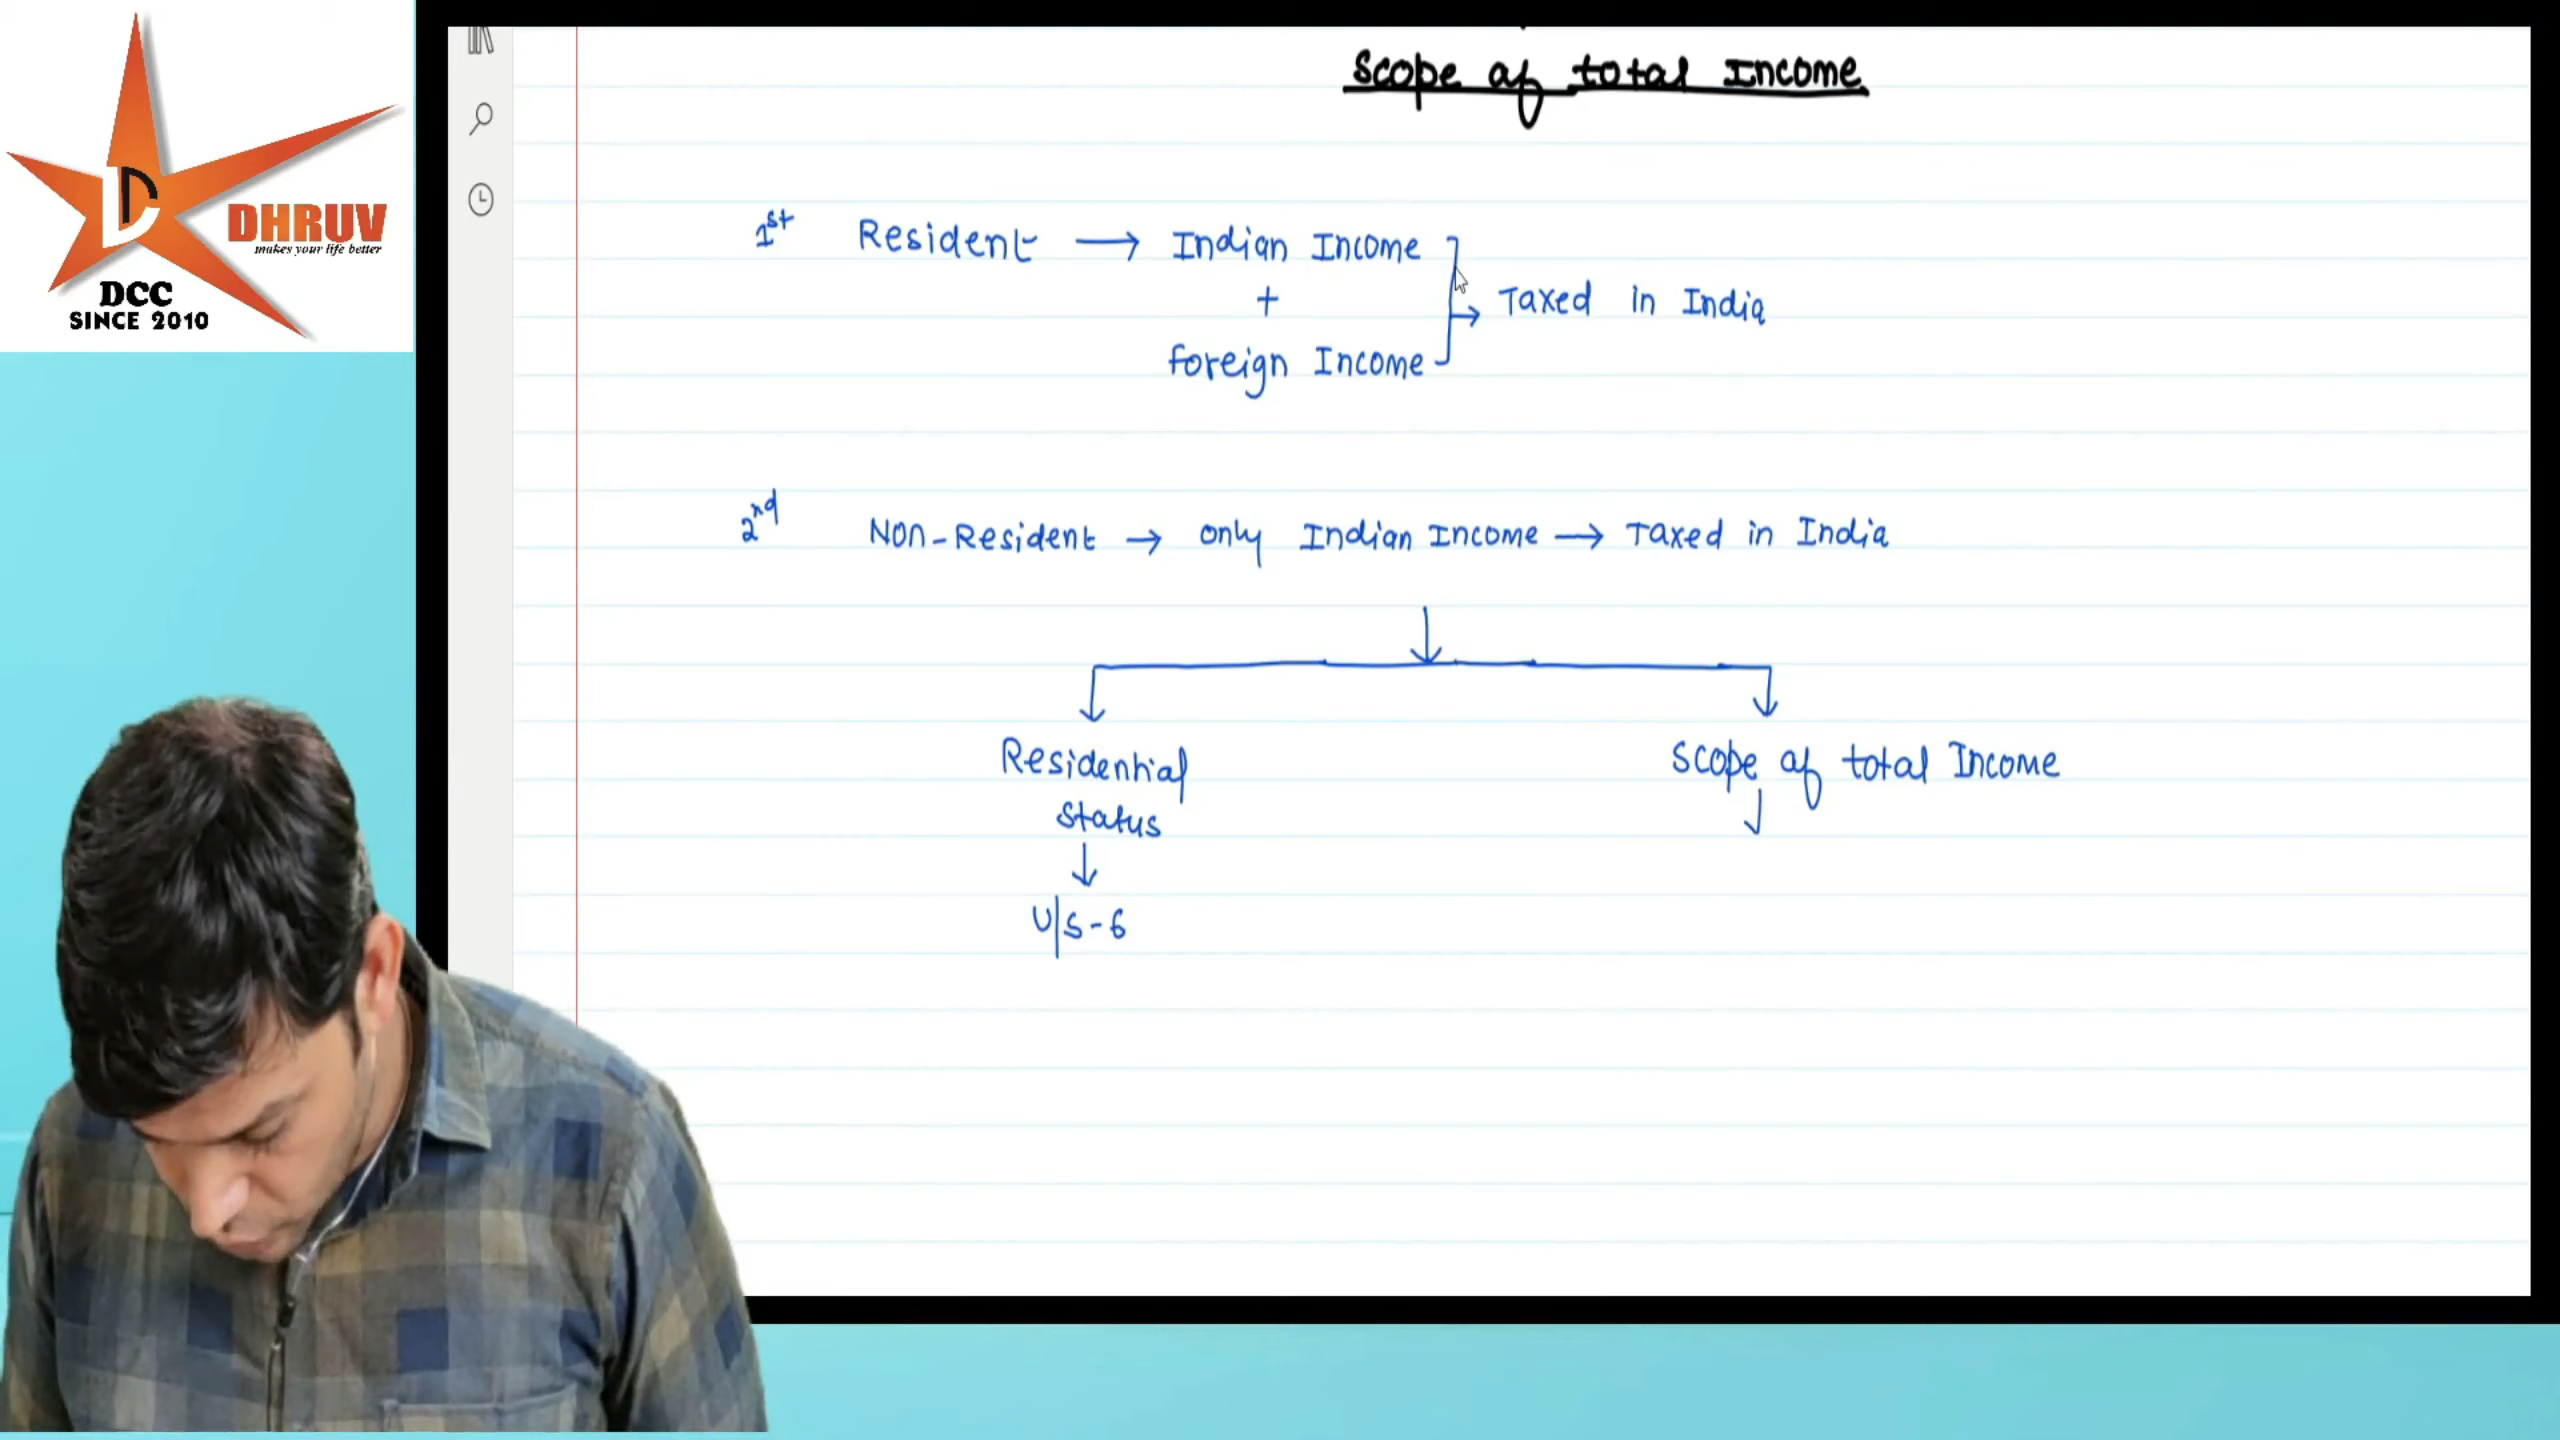 DC
DHRUV
makes your life better
DCC
SINCE 2010
Scope of total Income
1st Resident → Indian Income
+
→ Taxed in India
foreign Income
2nd Non-Resident → only Indian Income → Taxed in India
Residential
Status
U/S-6
Scope of total Income